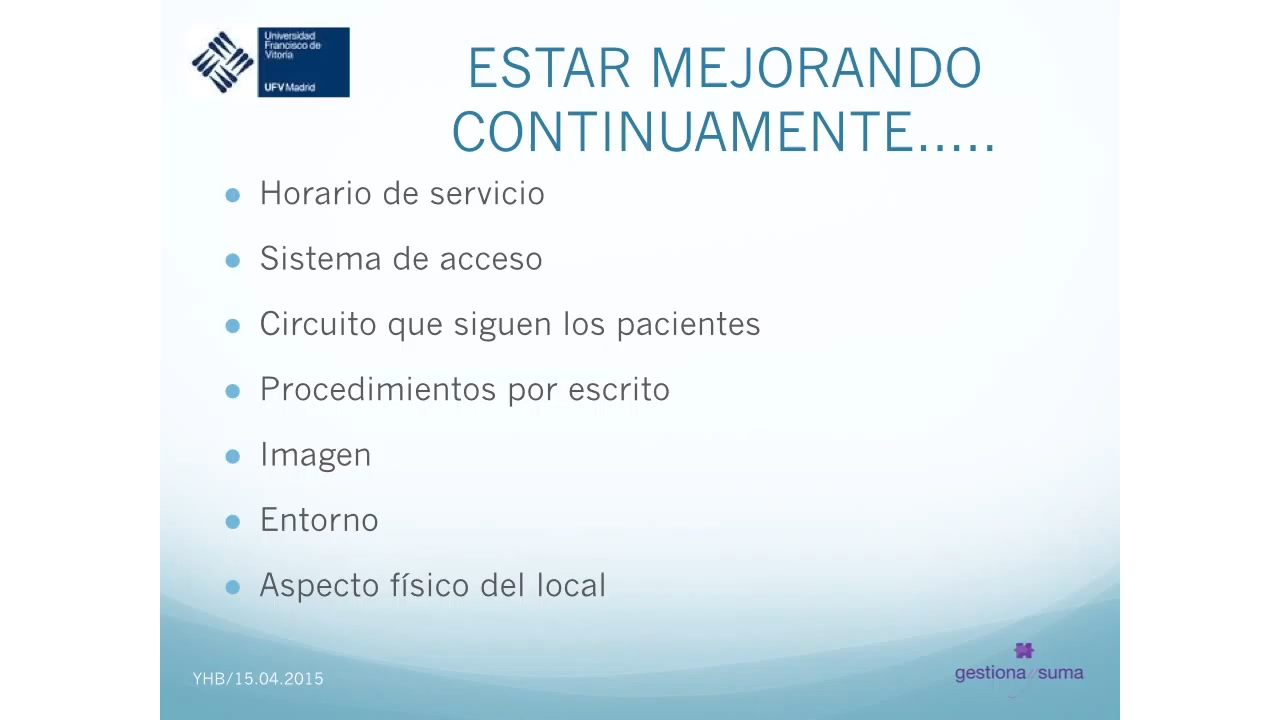 Universidad
Francisco de
Vitoria
UFV Madrid
ESTAR MEJORANDO
CONTINUAMENTE.....
Horario de servicio
Sistema de acceso
Circuito que siguen los pacientes
Procedimientos por escrito
Imagen
Entorno
Aspecto físico del local
YHB/15.04.2015
gestiona y suma